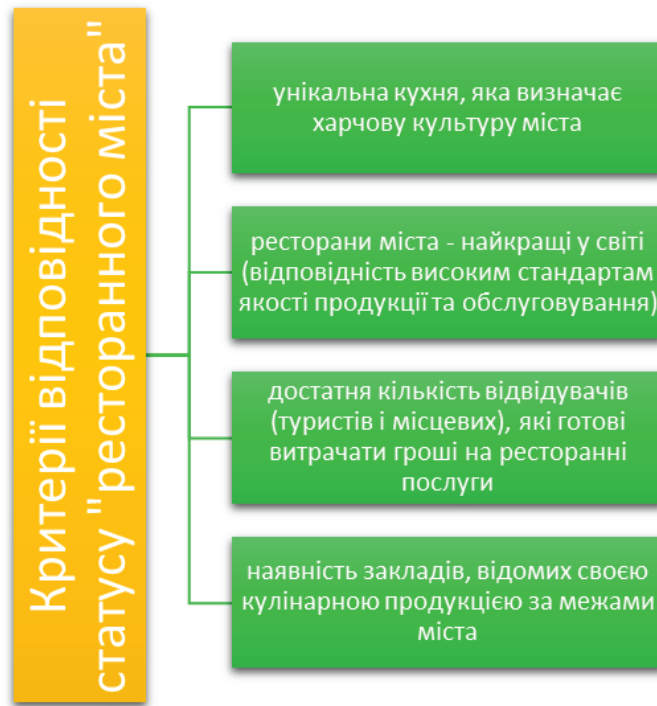 Критерії відповідності
статусу "ресторанного міста"
унікальна кухня, яка визначає
харчову культуру міста
ресторани міста - найкращі у світі
(відповідність високим стандартам
якості продукції та обслуговування)
достатня кількість відвідувачів
(туристів і місцевих), які готові
витрачати гроші на ресторанні
послуги
наявність закладів, відомих своєю
кулінарною продукцією за межами
міста